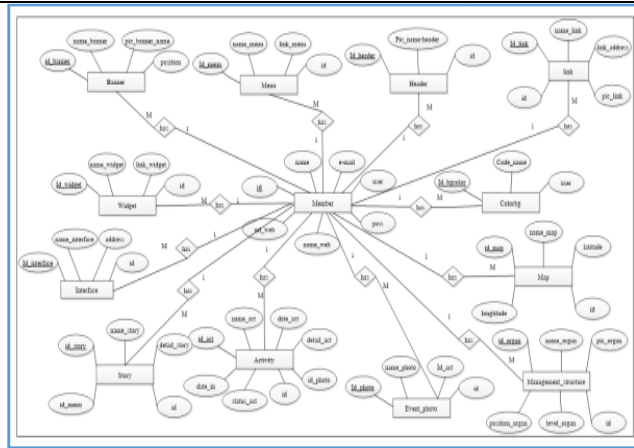 name_banner
pic_banner_name
id_banner
position
Banner
name_menu
link_menu
Id_menu
id
Menu
Pic_name header
Id_header
id
Header
name_link
Id_link
link_address
link
id
pic_link
M
has
1
M
has
1
M
has
1
M
has
1
name_widget
link_widget
Id_widget
id
Widget
M
has
1
name
e-mail
id
user
Member
url_web
pass
name_web
1
has
M
Code_name
Id_bgcolor
user
Colorbg
name_interface
address
Id_interface
id
Interface
M
has
1
name_map
id_map
latitude
Map
longitude
id
1
has
M
name_story
id_story
detail_story
Story
id_menu
id
1
has
M
name_act
date_act
id_act
detail_act
Activity
id_photo
date_in
status_act
id
1
has
M
name_photo
Id_act
Id_photo
id
Event_photo
1
has
M
name_organ
id_organ
pic_organ
Management_structure
position_organ
level_organ
id
1
has
M